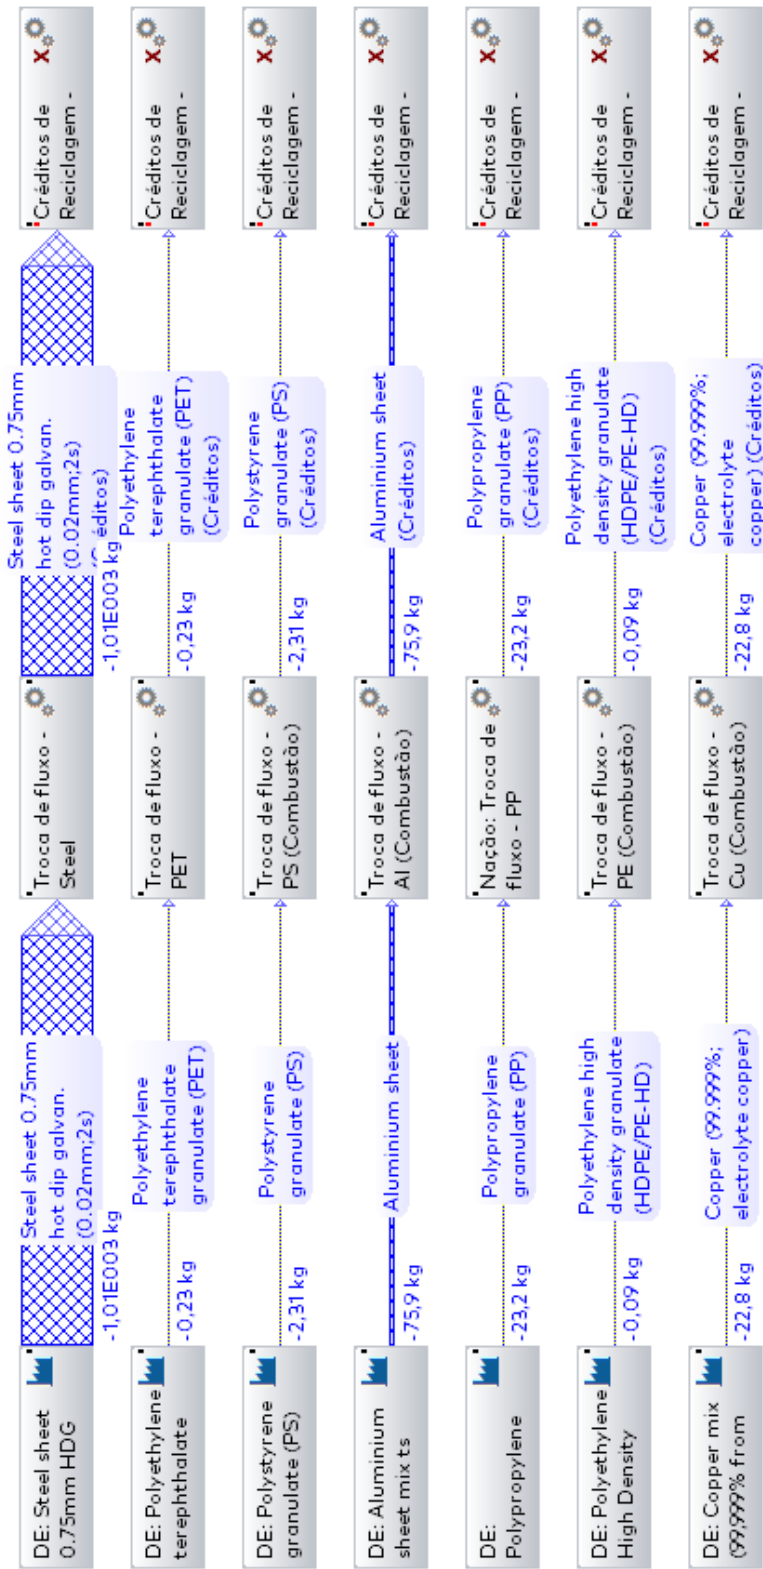 DE: Steel sheet
0.75mm HDG
Steel sheet 0.75mm
hot dip galvan.
(0.02mm;2s)
-1,01E003 kg
Troca de fluxo -
Steel
Steel sheet 0.75mm
hot dip galvan.
(0.02mm;2s)
éditos)
-1,01E003 kg
Créditos de
Reciclagem -
DE: Polyethylene
terephthalate
Polyethylene
terephthalate
granulate (PET)
-0,23 kg
Troca de fluxo -
PET
Polyethylene
terephthalate
granulate (PET)
(Créditos)
-0,23 kg
Créditos de
Reciclagem -
DE: Polystyrene
granulate (PS)
Polystyrene
granulate (PS)
-2,31 kg
Troca de fluxo -
PS (Combustão)
Polystyrene
granulate (PS)
(Créditos)
-2,31 kg
Créditos de
Reciclagem -
DE: Aluminium
sheet mix ts
Aluminium sheet
-75,9 kg
Troca de fluxo -
Al (Combustão)
Aluminium sheet
(Créditos)
-75,9 kg
Créditos de
Reciclagem -
DE:
Polypropylene
Polypropylene
granulate (PP)
-23,2 kg
Nação: Troca de
fluxo - PP
Polypropylene
granulate (PP)
(Créditos)
-23,2 kg
Créditos de
Reciclagem -
DE: Polyethylene
High Density
Polyethylene high
density granulate
(HDPE/PE-HD)
-0,09 kg
Troca de fluxo -
PE (Combustão)
Polyethylene high
density granulate
(HDPE/PE-HD)
(Créditos)
-0,09 kg
Créditos de
Reciclagem -
DE: Copper mix
(99,999% from
Copper (99.999%;
electrolyte copper)
-22,8 kg
Troca de fluxo -
Cu (Combustão)
Copper (99.999%;
electrolyte
copper) (Créditos)
-22,8 kg
Créditos de
Reciclagem -